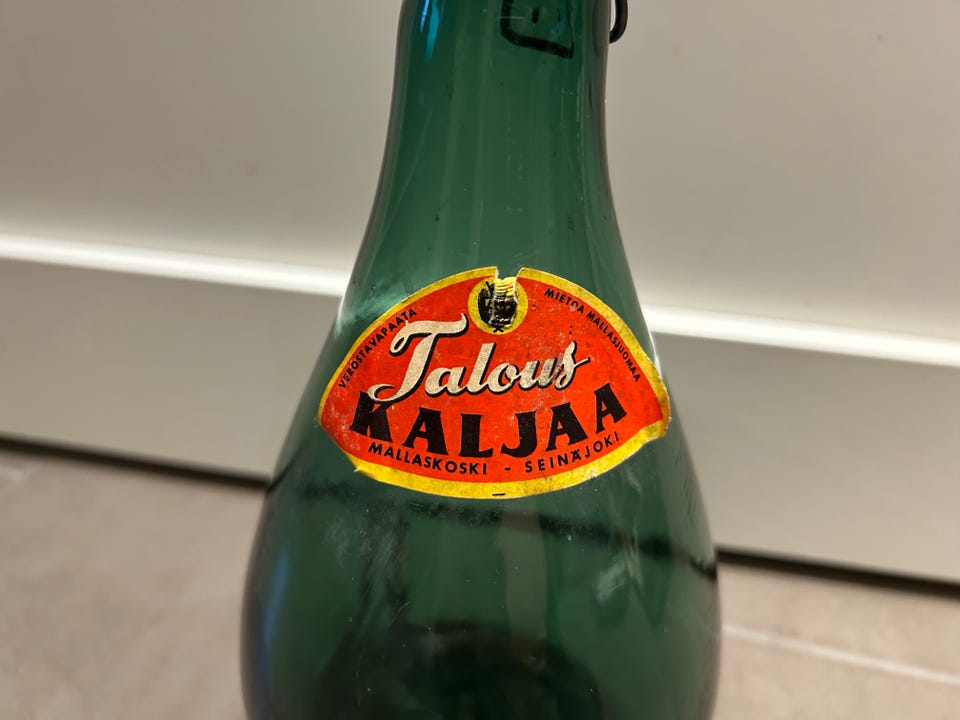 VEROSTAVAPAATA
MIETOA MALLASJUOMAA
Talous
KALJAA
MALLASKOSKI - SEINÄJOKI